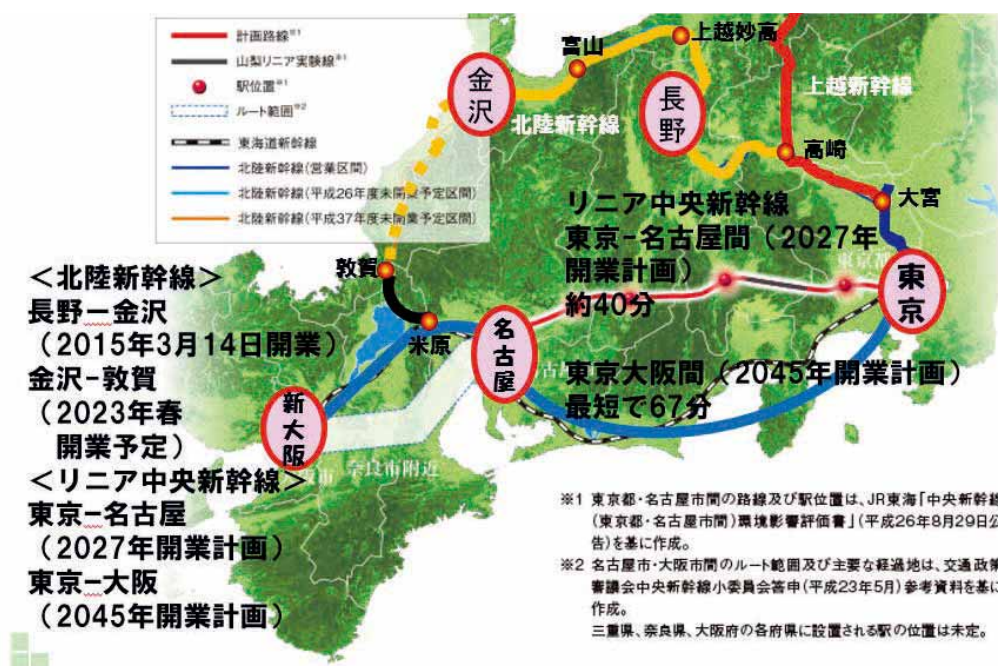 計画路線※1
山梨リニア実験線※1
駅位置※1
ルート範囲※2
東海道新幹線
北陸新幹線(営業区間)
北陸新幹線(平成26年度末開業予定区間)
北陸新幹線(平成37年度末開業予定区間)
金沢
富山
上越妙高
長野
北陸新幹線
上越新幹線
高崎
大宮
リニア中央新幹線
東京-名古屋間(2027年
開業計画)
約40分
東京
敦賀
米原
名古屋
新大阪
東京大阪間(2045年開業計画)
最短で67分
奈良市附近
<北陸新幹線>
長野ー金沢
(2015年3月14日開業)
金沢-敦賀
(2023年春
開業予定)
<リニア中央新幹線>
東京-名古屋
(2027年開業計画)
東京-大阪
(2045年開業計画)
※1 東京都・名古屋市間の路線及び駅位置は、JR東海「中央新幹線
(東京都・名古屋市間)環境影響評価書」(平成26年8月29日公
告)を基に作成。
※2 名古屋市・大阪市間のルート範囲及び主要な経過地は、交通政策
審議会中央新幹線小委員会答申(平成23年5月)参考資料を基に
作成。
三重県、奈良県、大阪府の各府県に設置される駅の位置は未定。